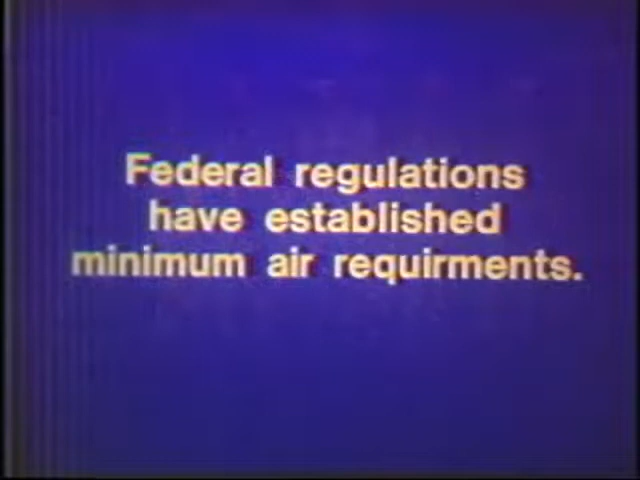 Federal regulations
have established
minimum air requirments.